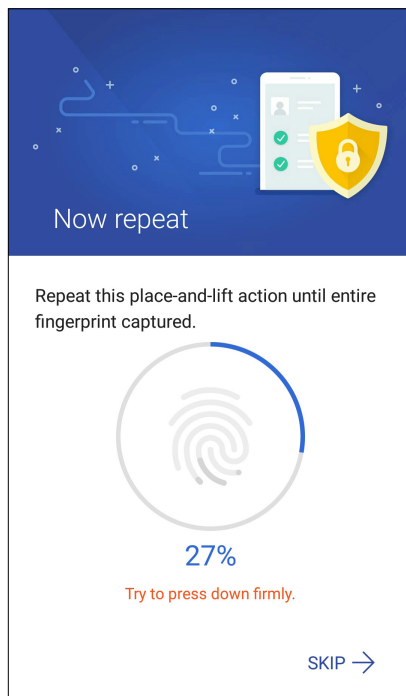 Now repeat
Repeat this place-and-lift action until entire
fingerprint captured.
27%
Try to press down firmly.
SKIP